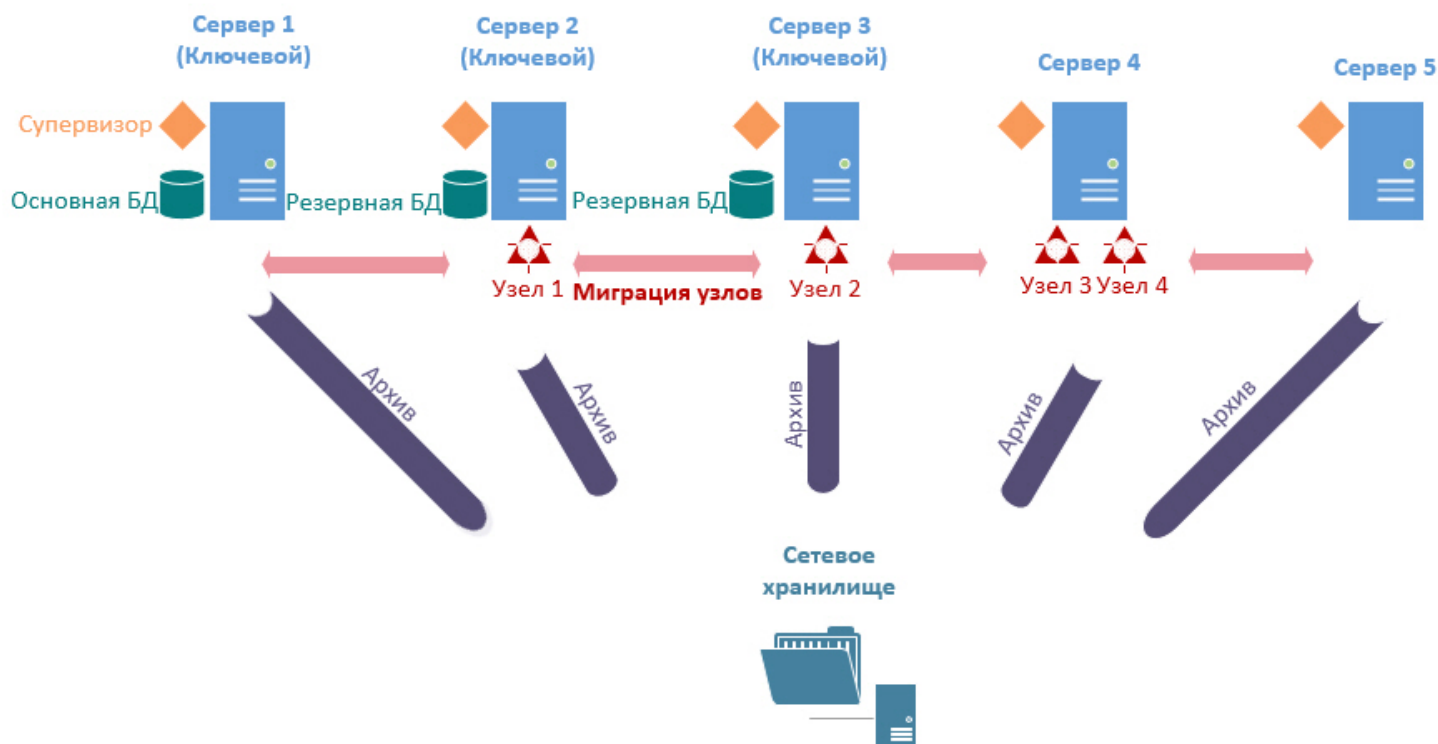 Сервер 1
(Ключевой)
Сервер 2
(Ключевой)
Сервер 3
(Ключевой)
Сервер 4
Сервер 5
Супервизор
Основная БД
Резервная БД
Резервная БД
Узел 1
Миграция узлов
Узел 2
Узел 3
Узел 4
Архив
Архив
Архив
Архив
Архив
Сетевое
хранилище